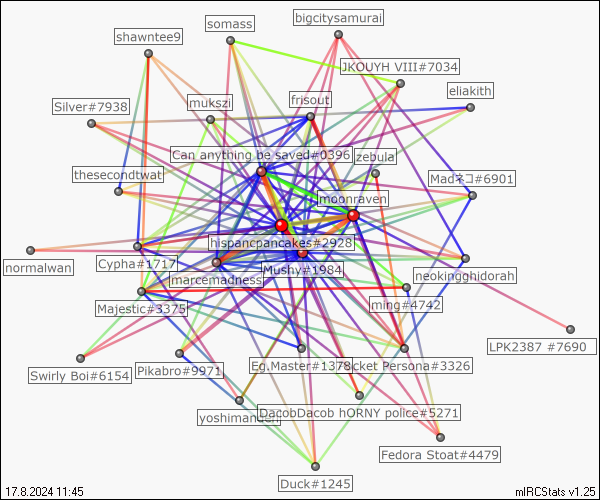 bigcitysamurai
somass
shawntee9
JKOUYH VIII#7034
eliakith
mukszi
frisout
Silver#7938
Can anything be saved#0396
zebula
thesecondtwat
Madネコ#6901
moonraven
hispancpancakes#2928
normalwan
Cypha#1717
Mushy#1984
marcemadness
neokingghidorah
Majestic#3375
ming#4742
LPK2387 #7690
Swirly Boi#6154
Pikabro#9971
Eg.Master#1378
cket Persona#3326
yoshimanden
DacobDacob hORNY police#5271
Fedora Stoat#4479
Duck#1245
17.8.2024 11:45
mIRCStats v1.25